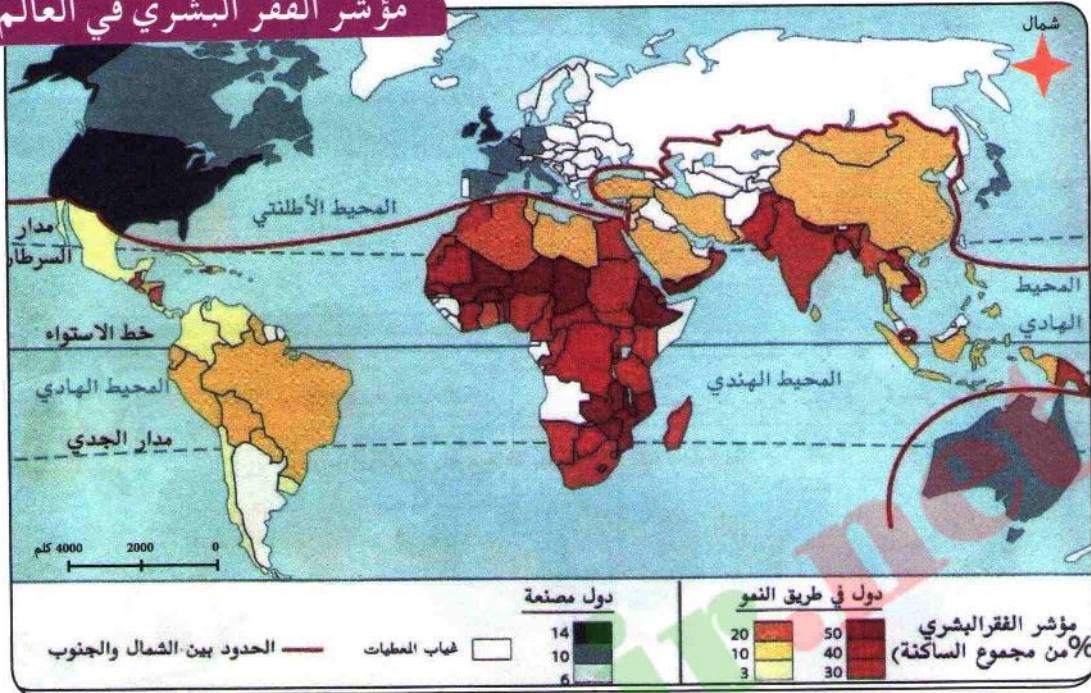 مؤشر الفقر البشري في العالم
شمال
المحيط الأطلنتي
مدار
السرطان
المحيط
الهادي
خط الاستواء
المحيط الهادي
المحيط الهندي
مدار الجدي
0 2000 4000 كلم
مؤشر الفقر البشري
(% من مجموع الساكنة)
دول في طريق النمو
50
40
30
20
10
3
دول مصنعة
14
10
6
غياب المعطيات
الحدود بين الشمال والجنوب